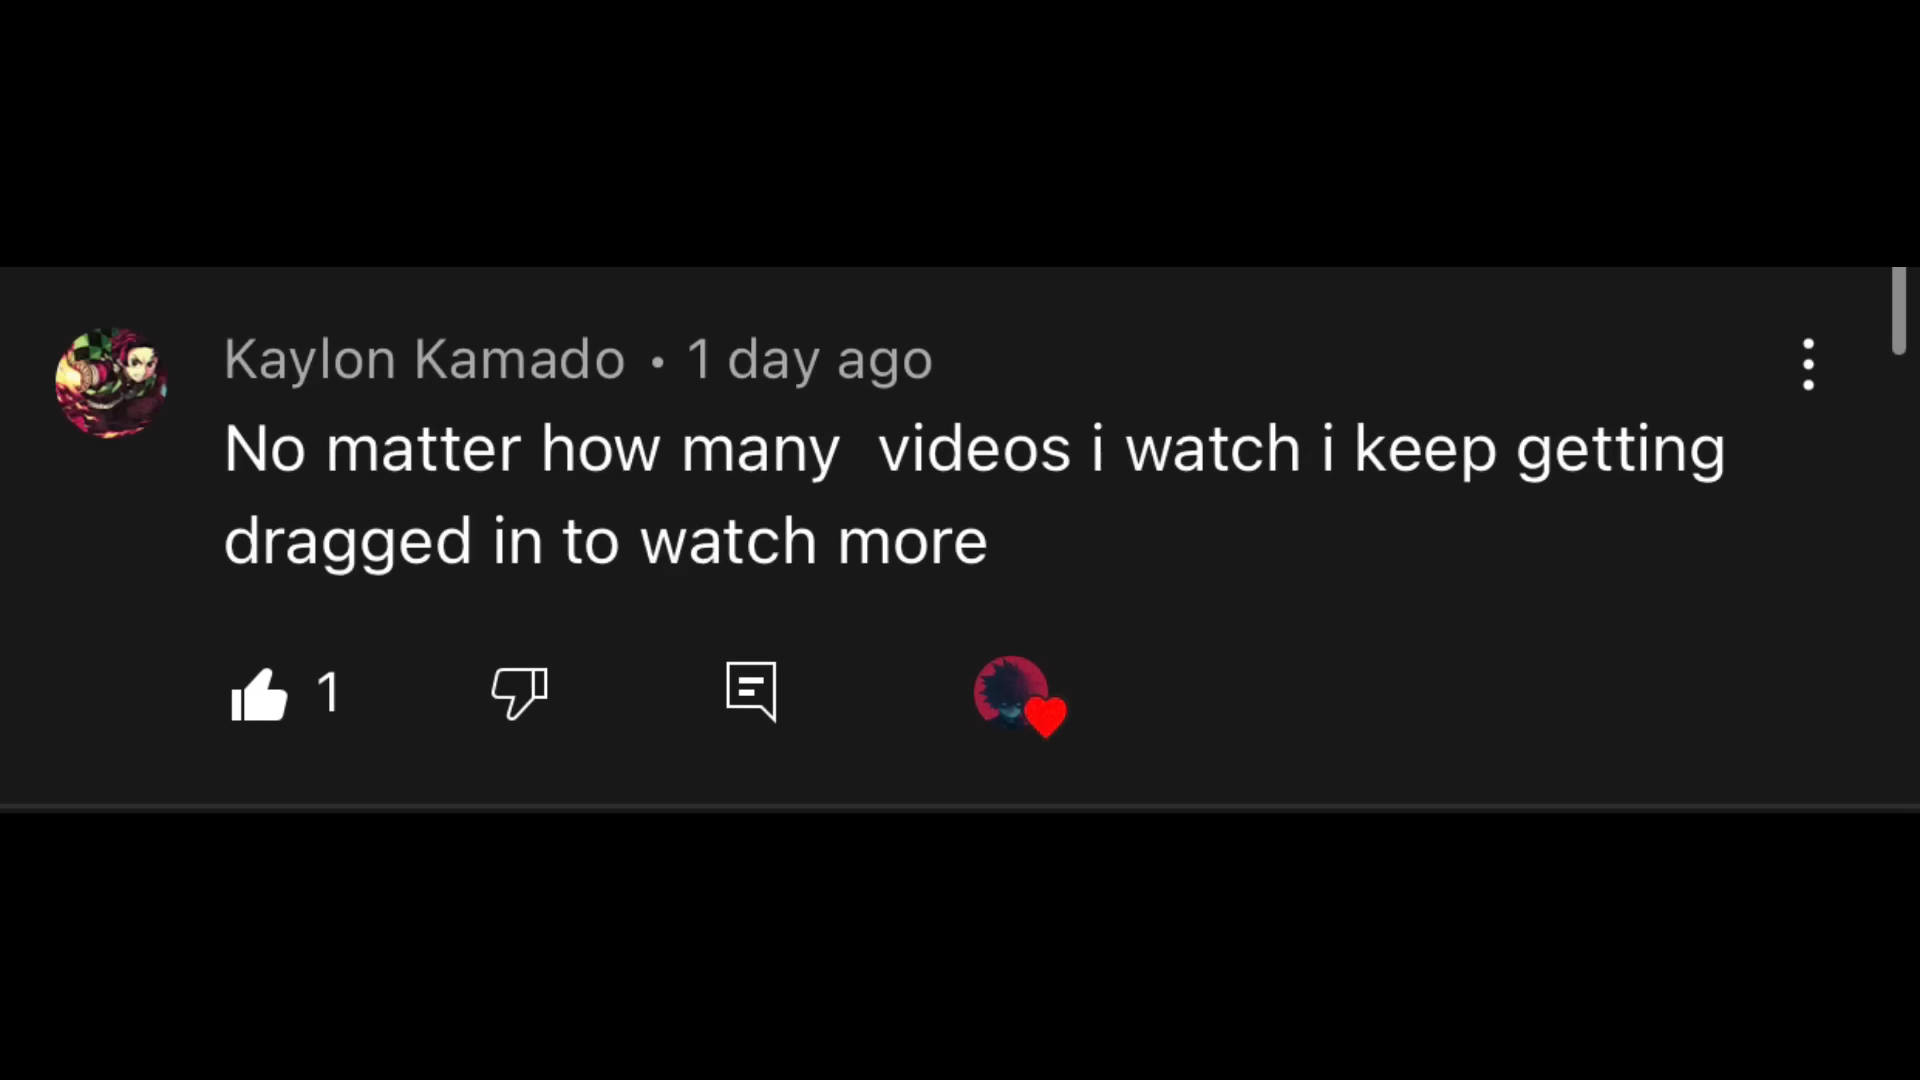 Kaylon Kamado • 1 day ago
No matter how many  videos i watch i keep getting
dragged in to watch more
1